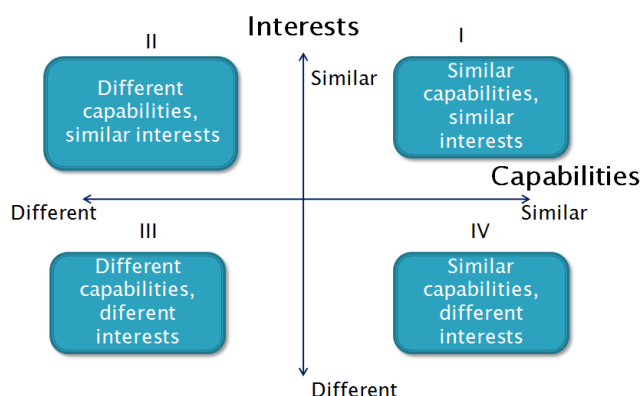 Interests
II
I
Different
capabilities,
similar interests
Similar
Similar
capabilities,
similar
interests
Capabilities
Different
Similar
III
IV
Different
capabilities,
diferent
interests
Similar
capabilities,
different
interests
Different